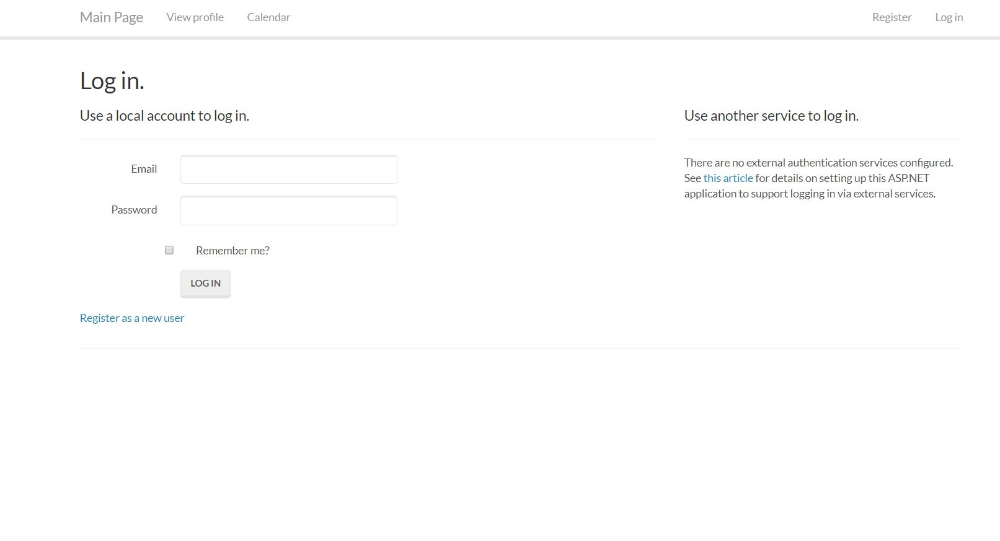 Main Page View profile Calendar Register Log in
Log in.
Use a local account to log in.
Email
Password
Remember me?
LOG IN
Register as a new user
Use another service to log in.
There are no external authentication services configured.
See this article for details on setting up this ASP.NET
application to support logging in via external services.